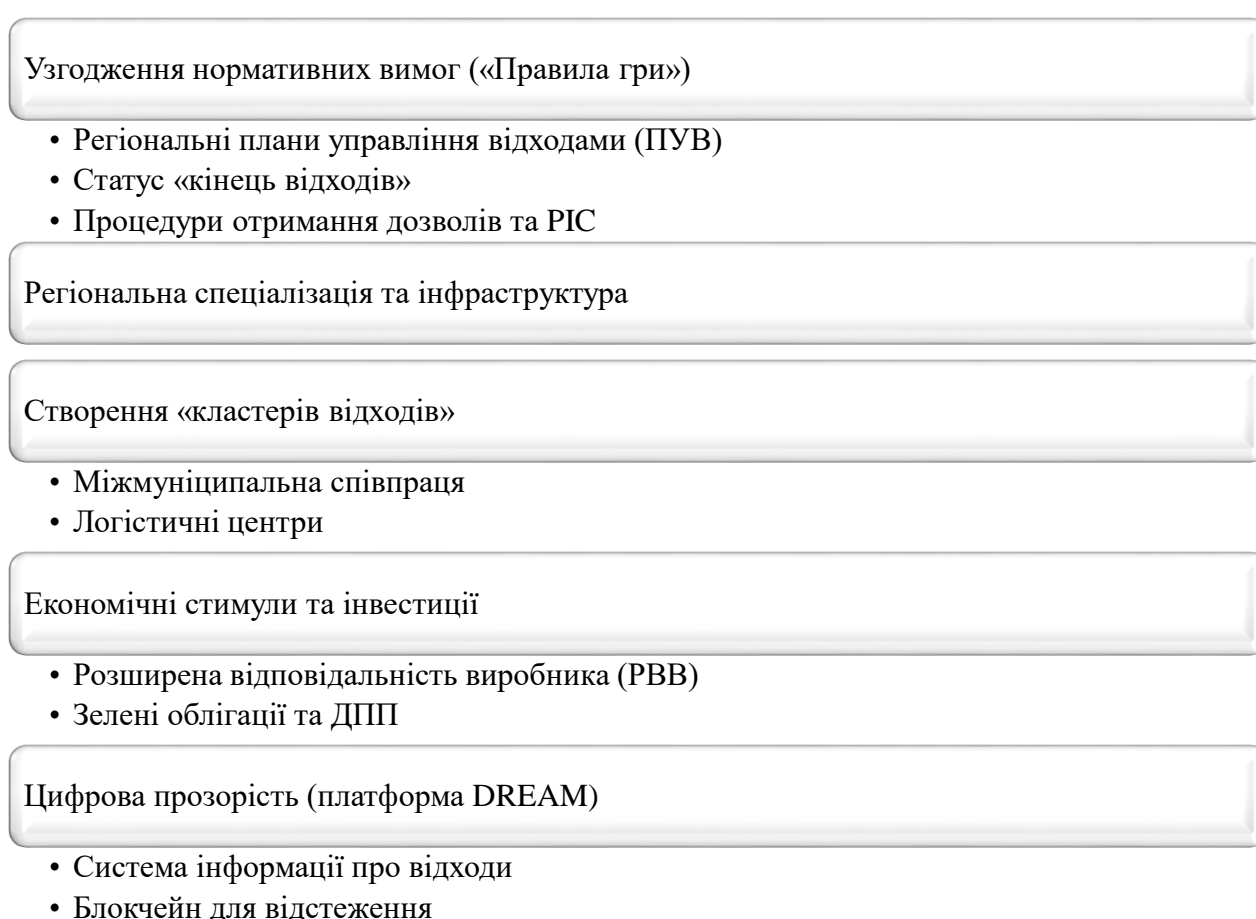 Узгодження нормативних вимог («Правила гри»)
• Регіональні плани управління відходами (ПУВ)
• Статус «кінець відходів»
• Процедури отримання дозволів та РІС
Регіональна спеціалізація та інфраструктура
Створення «кластерів відходів»
• Міжмуніципальна співпраця
• Логістичні центри
Економічні стимули та інвестиції
• Розширена відповідальність виробника (РВВ)
• Зелені облігації та ДПП
Цифрова прозорість (платформа DREAM)
• Система інформації про відходи
• Блокчейн для відстеження